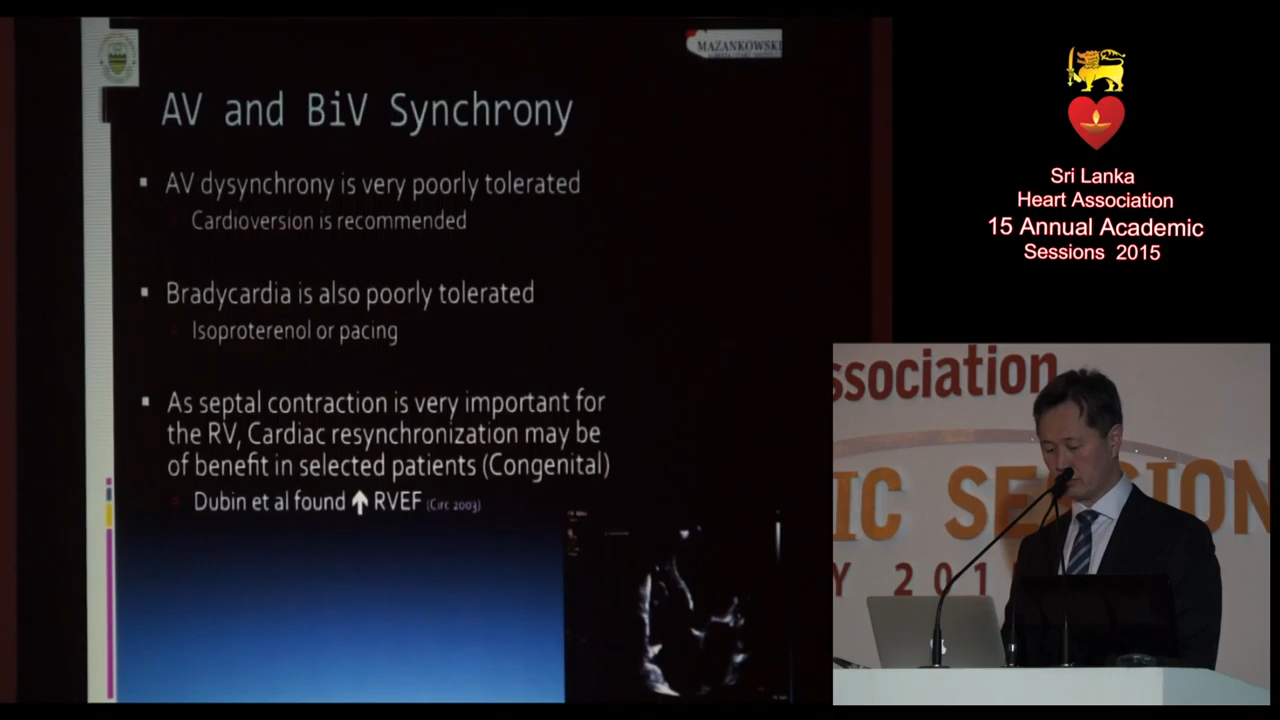 MAZANKOWSKI
AV and BiV Synchrony
▪ AV dysynchrony is very poorly tolerated
Cardioversion is recommended
▪ Bradycardia is also poorly tolerated
Isoproterenol or pacing
▪ As septal contraction is very important for
the RV, Cardiac resynchronization may be
of benefit in selected patients (Congenital)
Dubin et al found ↑ RVEF (Circ 2003)
Sri Lanka
Heart Association
15 Annual Academic
Sessions 2015
ssociation
IC SE ION
Y 201